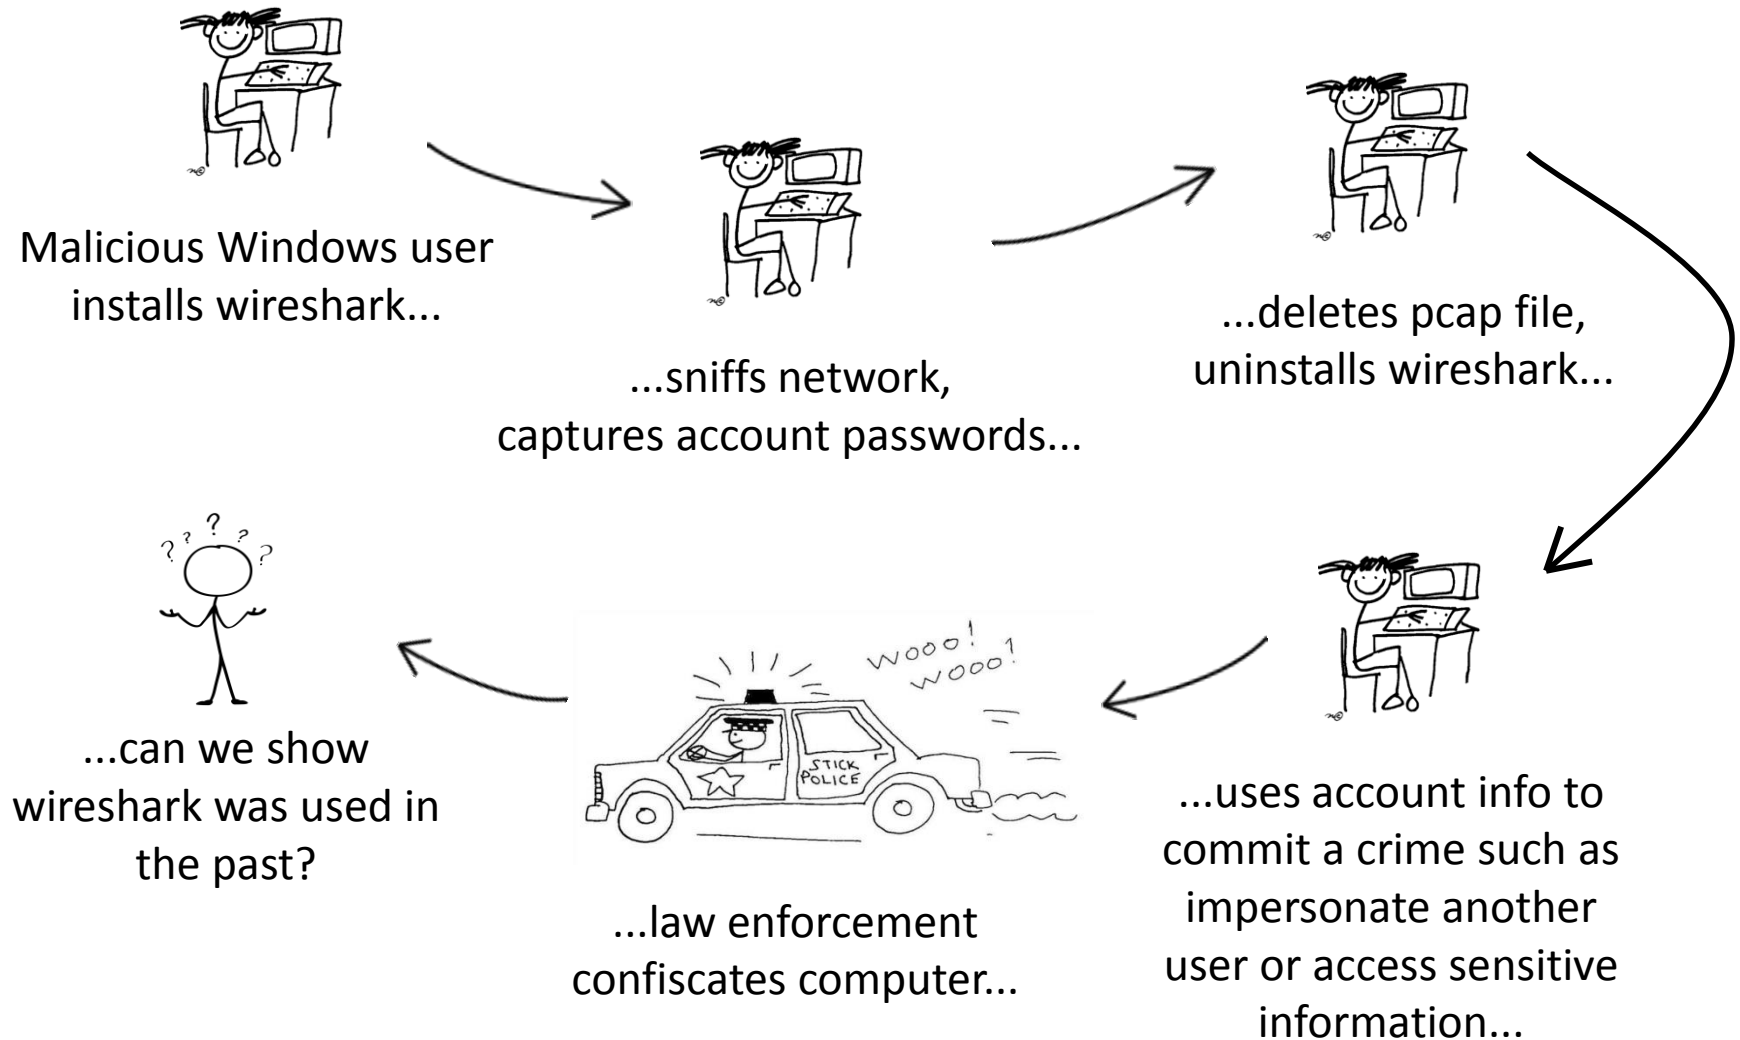 Malicious Windows user
installs wireshark...
...sniffs network,
captures account passwords...
...deletes pcap file,
uninstalls wireshark...
...uses account info to
commit a crime such as
impersonate another
user or access sensitive
information...
WOOO!
WOOO!
STICK
POLICE
...law enforcement
confiscates computer...
? ? ? ? ?
...can we show
wireshark was used in
the past?